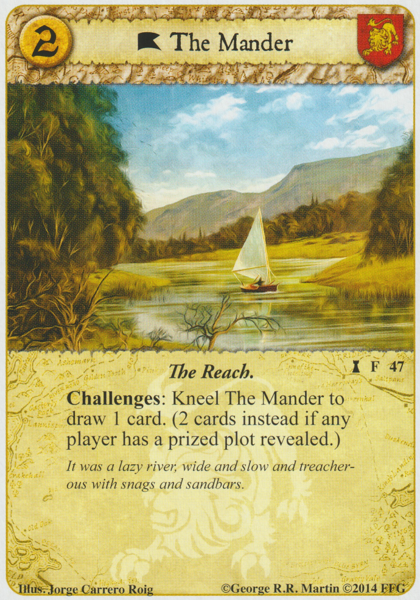 2
The Mander
The Reach.
F 47
Challenges: Kneel The Mander to
draw 1 card. (2 cards instead if any
player has a prized plot revealed.)
It was a lazy river, wide and slow and treacher-
ous with snags and sandbars.
Illus. Jorge Carrero Roig
©George R.R. Martin ©2014 FFG